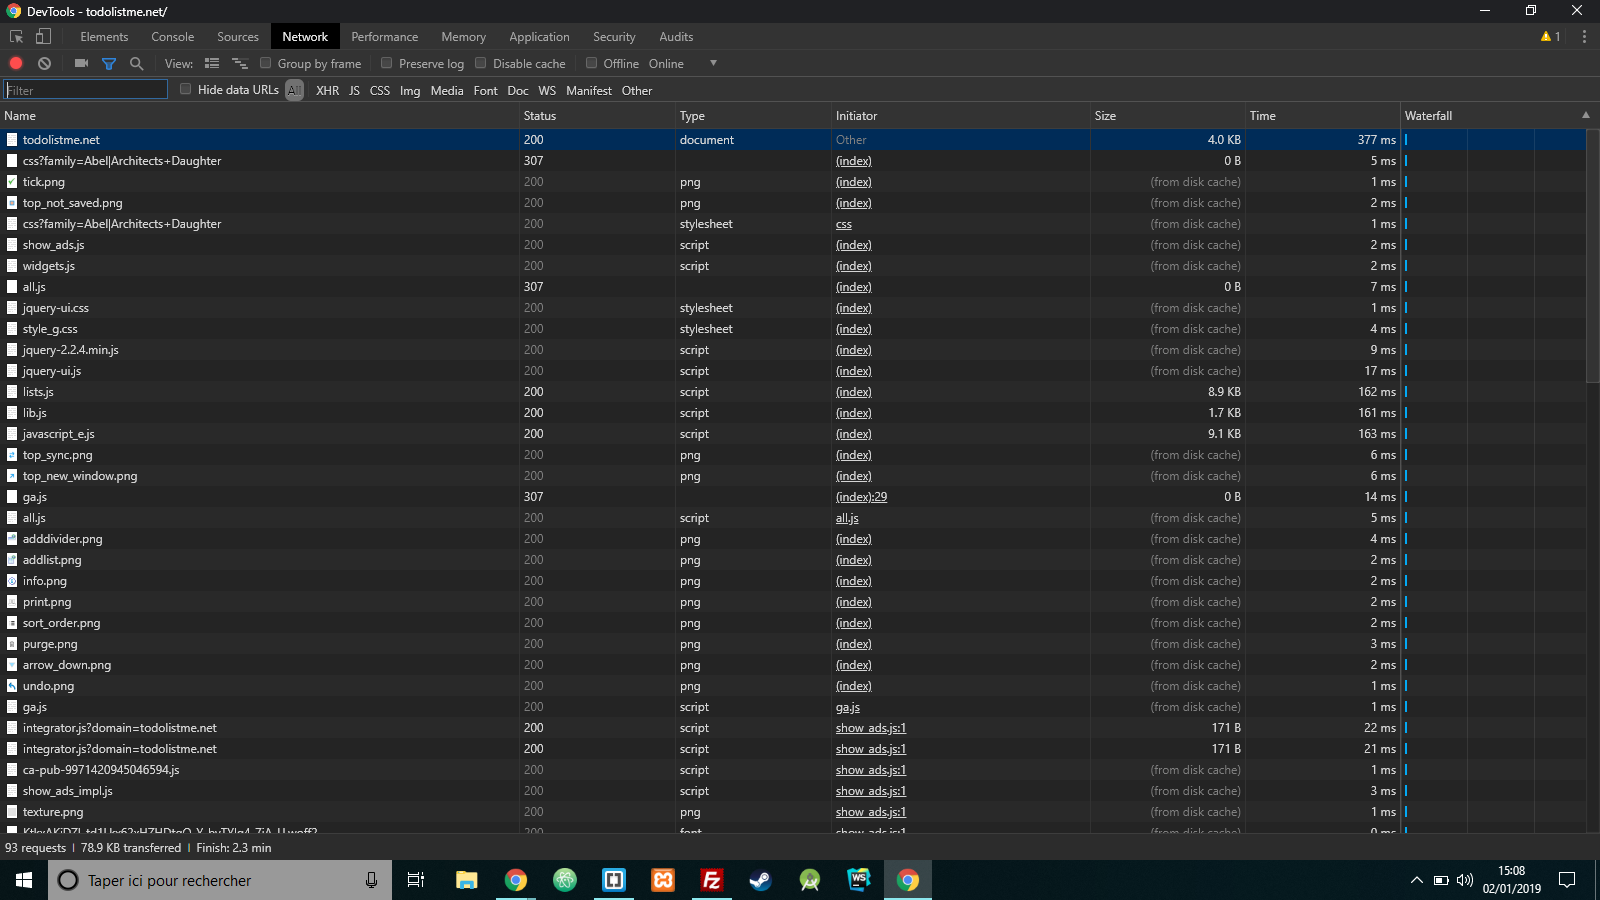 DevTools - todolistme.net/
Elements Console Sources Network Performance Memory Application Security Audits 1
View: Group by frame Preserve log Disable cache Offline Online
Filter Hide data URLs All XHR JS CSS Img Media Font Doc WS Manifest Other
Name Status Type Initiator Size Time Waterfall
todolistme.net 200 document Other 4.0 KB 377 ms
css?family=Abel|Architects+Daughter 307 (index) 0 B 5 ms
tick.png 200 png (index) (from disk cache) 1 ms
top_not_saved.png 200 png (index) (from disk cache) 2 ms
css?family=Abel|Architects+Daughter 200 stylesheet css (from disk cache) 1 ms
show_ads.js 200 script (index) (from disk cache) 2 ms
widgets.js 200 script (index) (from disk cache) 2 ms
all.js 307 (index) 0 B 7 ms
jquery-ui.css 200 stylesheet (index) (from disk cache) 1 ms
style_g.css 200 stylesheet (index) (from disk cache) 4 ms
jquery-2.2.4.min.js 200 script (index) (from disk cache) 9 ms
jquery-ui.js 200 script (index) (from disk cache) 17 ms
lists.js 200 script (index) 8.9 KB 162 ms
lib.js 200 script (index) 1.7 KB 161 ms
javascript_e.js 200 script (index) 9.1 KB 163 ms
top_sync.png 200 png (index) (from disk cache) 6 ms
top_new_window.png 200 png (index) (from disk cache) 6 ms
ga.js 307 (index):29 0 B 14 ms
all.js 200 script all.js (from disk cache) 5 ms
adddivider.png 200 png (index) (from disk cache) 4 ms
addlist.png 200 png (index) (from disk cache) 2 ms
info.png 200 png (index) (from disk cache) 2 ms
print.png 200 png (index) (from disk cache) 2 ms
sort_order.png 200 png (index) (from disk cache) 2 ms
purge.png 200 png (index) (from disk cache) 3 ms
arrow_down.png 200 png (index) (from disk cache) 2 ms
undo.png 200 png (index) (from disk cache) 1 ms
ga.js 200 script ga.js (from disk cache) 1 ms
integrator.js?domain=todolistme.net 200 script show_ads.js:1 171 B 22 ms
integrator.js?domain=todolistme.net 200 script show_ads.js:1 171 B 21 ms
ca-pub-9971420945046594.js 200 script show_ads.js:1 (from disk cache) 1 ms
show_ads_impl.js 200 script show_ads.js:1 (from disk cache) 3 ms
texture.png 200 png show_ads.js:1 (from disk cache) 1 ms
200 font show_ads.js:1 (from disk cache) 0 ms
93 requests | 78.9 KB transferred | Finish: 2.3 min
Taper ici pour rechercher
15:08
02/01/2019